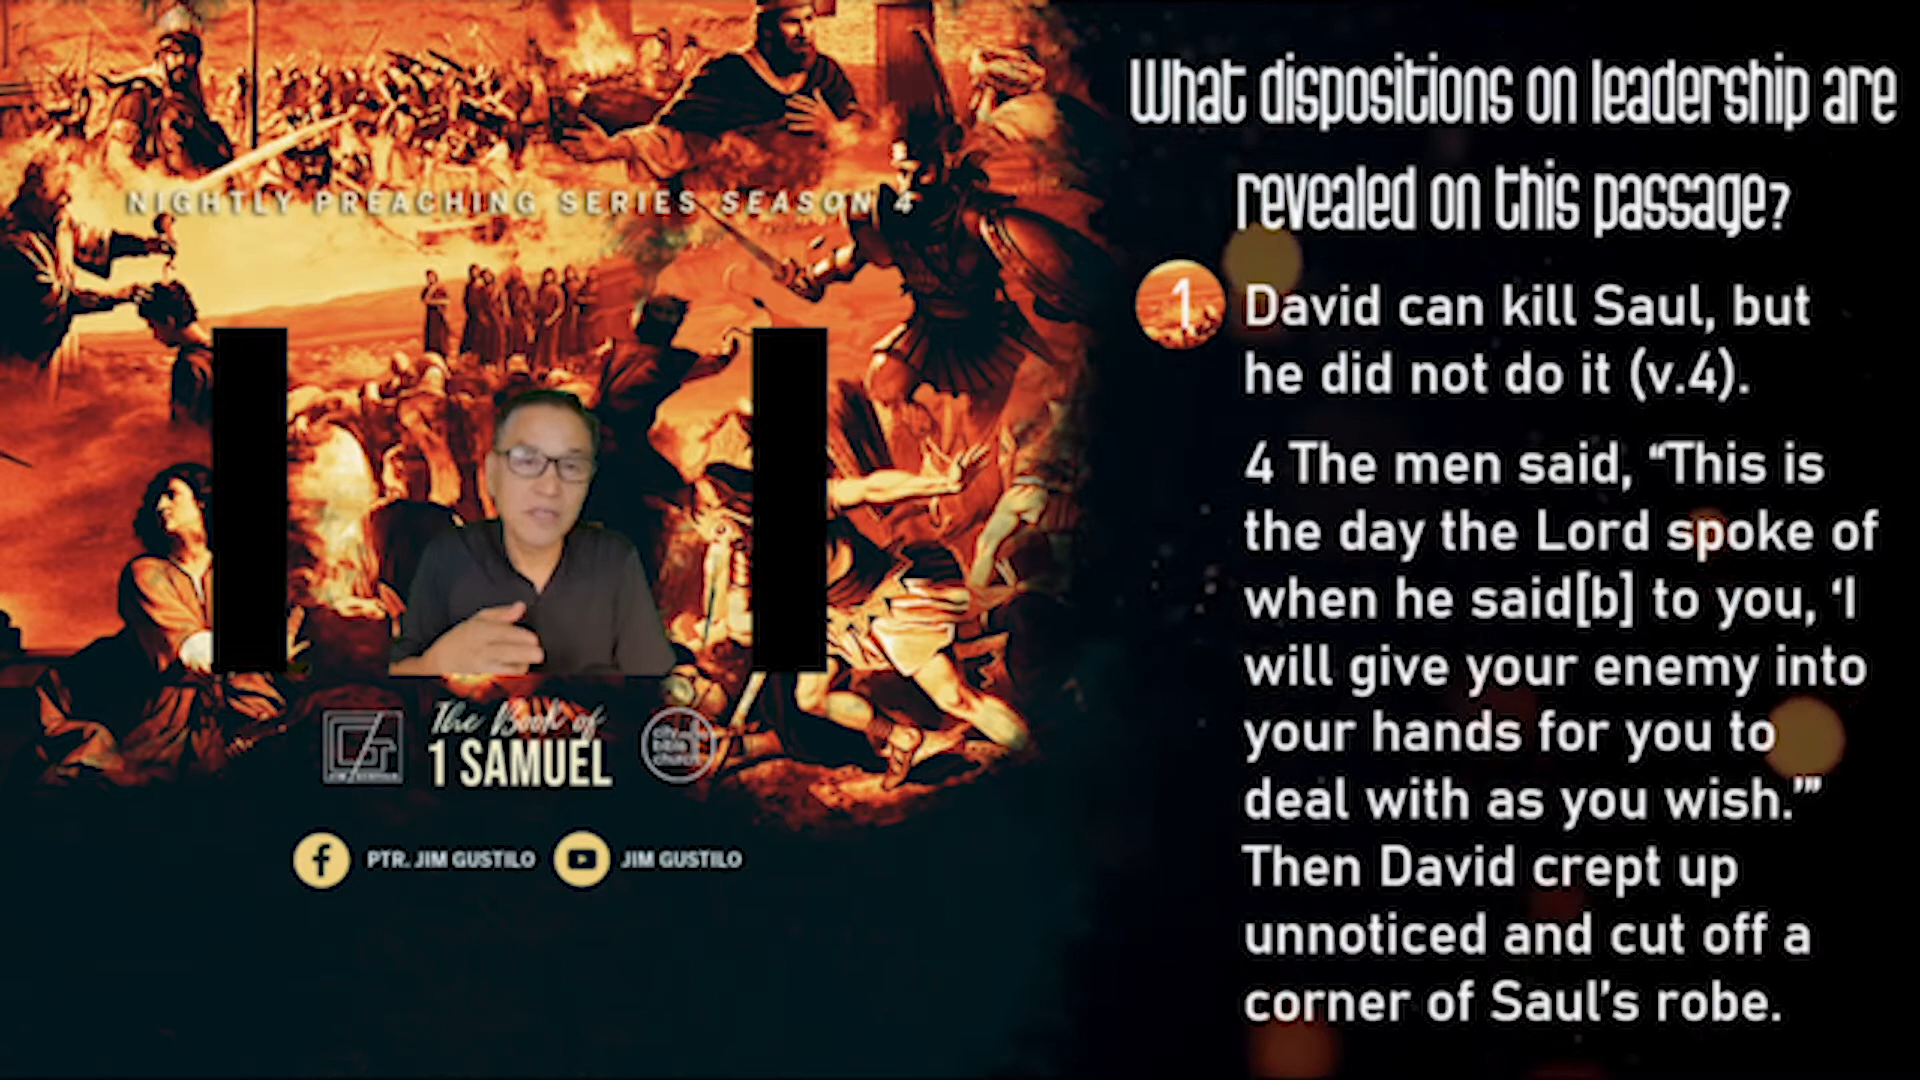 NIGHTLY PREACHING SERIES SEASON 4
The Book of
1 SAMUEL
city
bible
church
PTR. JIM GUSTILO
JIM GUSTILO
What dispositions on leadership are
revealed on this passage?
1 David can kill Saul, but
he did not do it (v.4).
4 The men said, “This is
the day the Lord spoke of
when he said[b] to you, ‘I
will give your enemy into
your hands for you to
deal with as you wish.’”
Then David crept up
unnoticed and cut off a
corner of Saul’s robe.